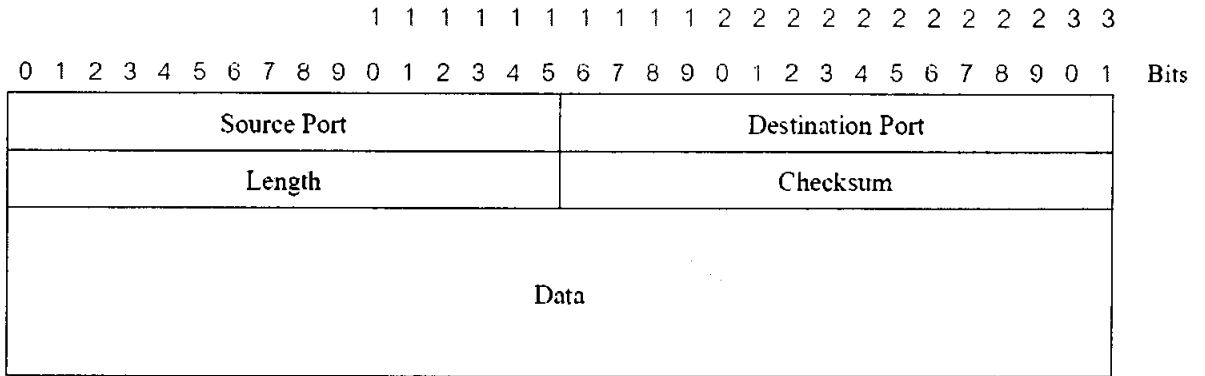 1 1 1 1 1 1 1 1 1 1 2 2 2 2 2 2 2 2 2 2 3 3
0 1 2 3 4 5 6 7 8 9 0 1 2 3 4 5 6 7 8 9 0 1 2 3 4 5 6 7 8 9 0 1 Bits
Source Port Destination Port
Length Checksum
Data